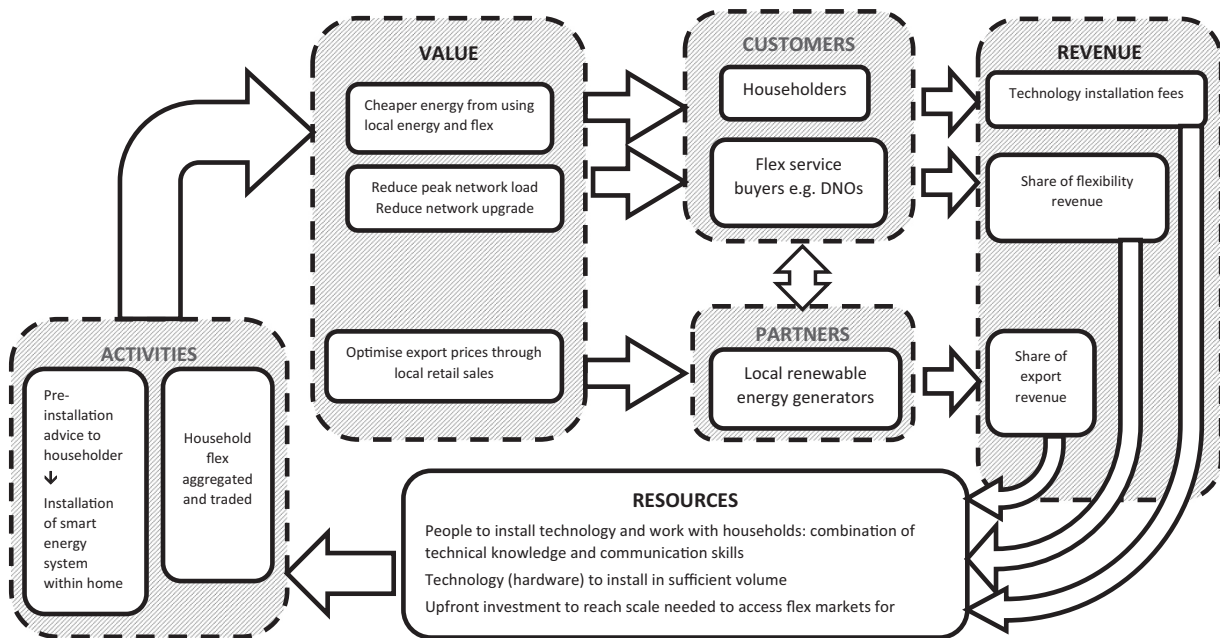 VALUE
Cheaper energy from using
local energy and flex
Reduce peak network load
Reduce network upgrade
Optimise export prices through
local retail sales
CUSTOMERS
Householders
Flex service
buyers e.g. DNOs
PARTNERS
Local renewable
energy generators
REVENUE
Technology installation fees
Share of flexibility
revenue
Share of
export
revenue
ACTIVITIES
Pre-
installation
advice to
householder
Installation
of smart
energy
system
within home
Household
flex
aggregated
and traded
RESOURCES
People to install technology and work with households: combination of
technical knowledge and communication skills
Technology (hardware) to install in sufficient volume
Upfront investment to reach scale needed to access flex markets for